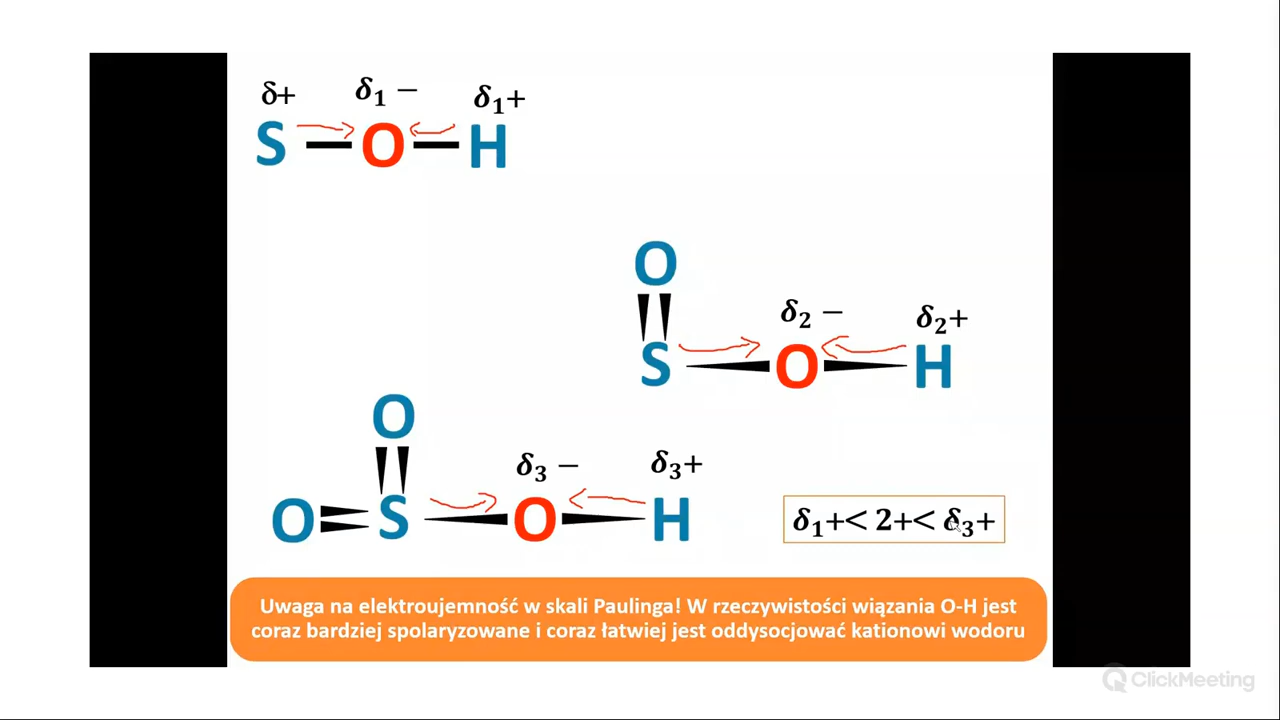 δ+ δ₁ − δ₁+
S O H
O
δ₂ − δ₂+
S O H
O
δ₃ − δ₃+
O S O H
δ₁+< 2+< δ₃+
Uwaga na elektroujemność w skali Paulinga! W rzeczywistości wiązania O-H jest
coraz bardziej spolaryzowane i coraz łatwiej jest oddysocjować kationowi wodoru
ClickMeeting